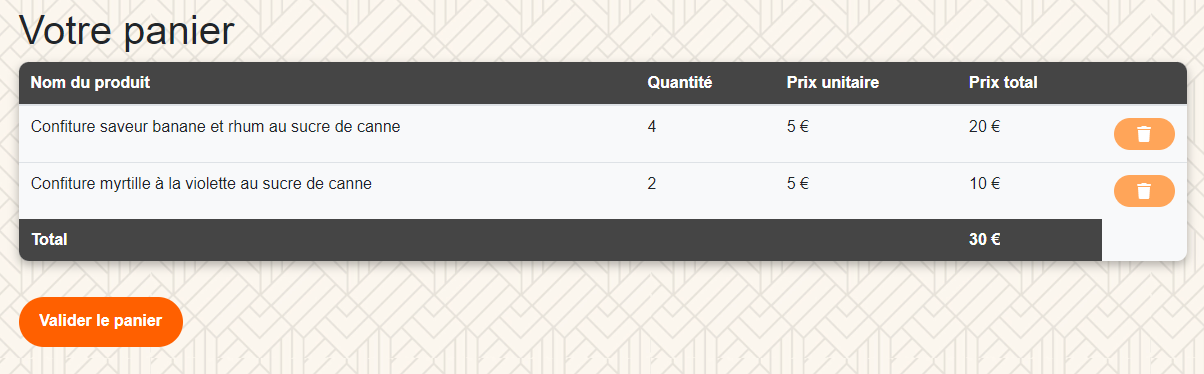 Votre panier
Nom du produit Quantité Prix unitaire Prix total
Confiture saveur banane et rhum au sucre de canne 4 5 € 20 €
Confiture myrtille à la violette au sucre de canne 2 5 € 10 €
Total 30 €
Valider le panier